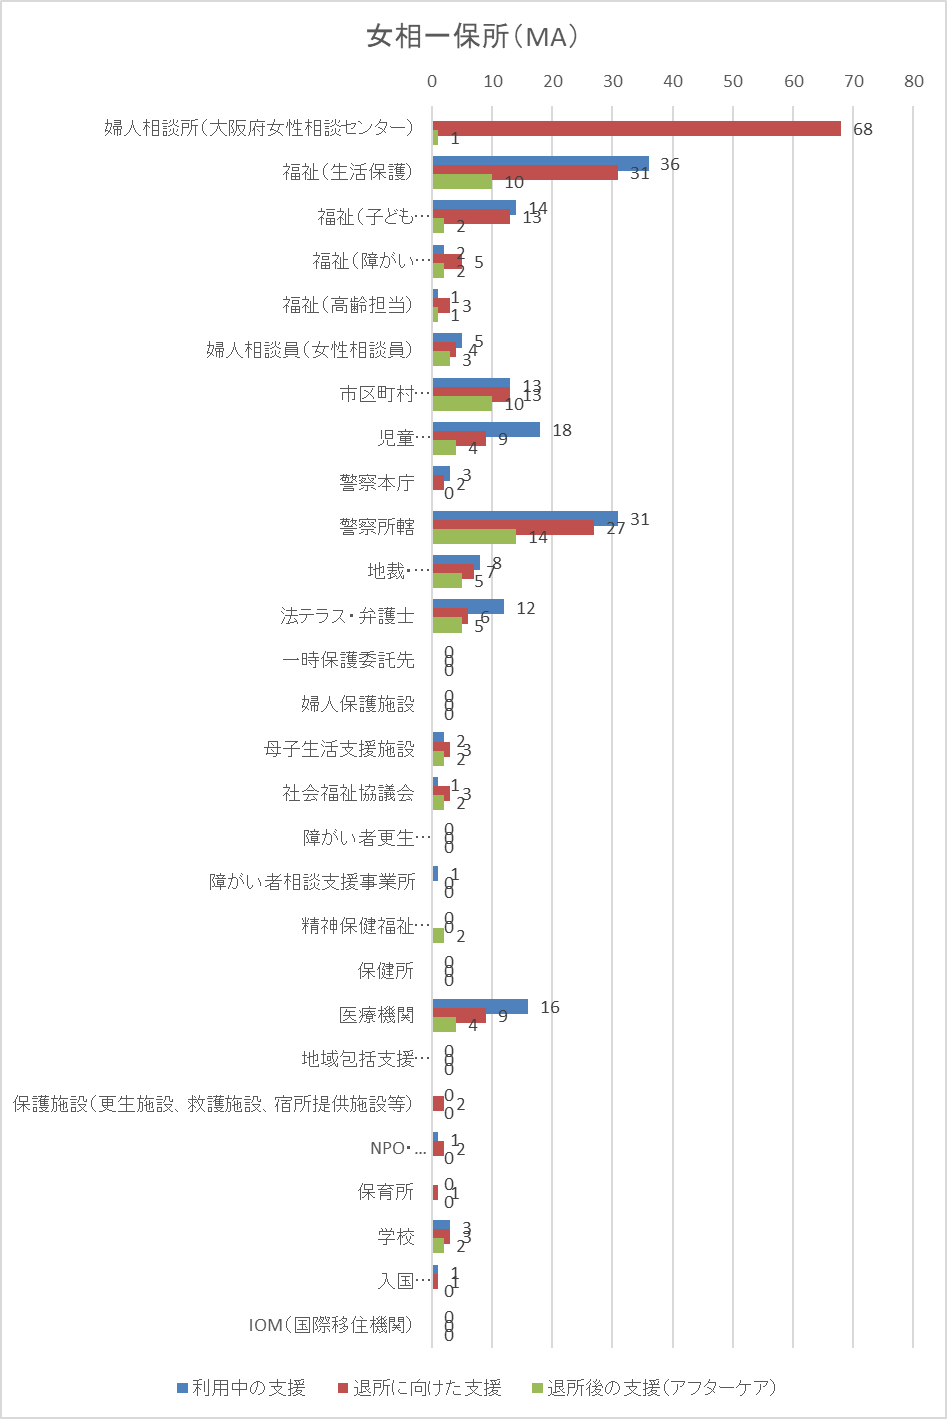 女相一保所（MA）
0 10 20 30 40 50 60 70 80
婦人相談所（大阪府女性相談センター） 68 1
福祉（生活保護） 36 31 10
福祉（子ども… 14 13 2
福祉（障がい… 2 5 2
福祉（高齢担当） 1 3 1
婦人相談員（女性相談員） 5 4 3
市区町村… 13 13 10
児童… 18 9 4
警察本庁 3 2 0
警察所轄 31 27 14
地裁・… 8 7 5
法テラス・弁護士 12 6 5
一時保護委託先 0 0 0
婦人保護施設 0 0 0
母子生活支援施設 2 3 2
社会福祉協議会 1 3 2
障がい者更生… 0 0 0
障がい者相談支援事業所 1 0 0
精神保健福祉… 0 0 2
保健所 0 0 0
医療機関 16 9 4
地域包括支援… 0 0 0
保護施設（更生施設、救護施設、宿所提供施設等） 0 2 0
NPO・… 1 2 0
保育所 0 1 0
学校 3 3 2
入国… 1 1 0
IOM（国際移住機関） 0 0 0
利用中の支援 退所に向けた支援 退所後の支援（アフターケア）